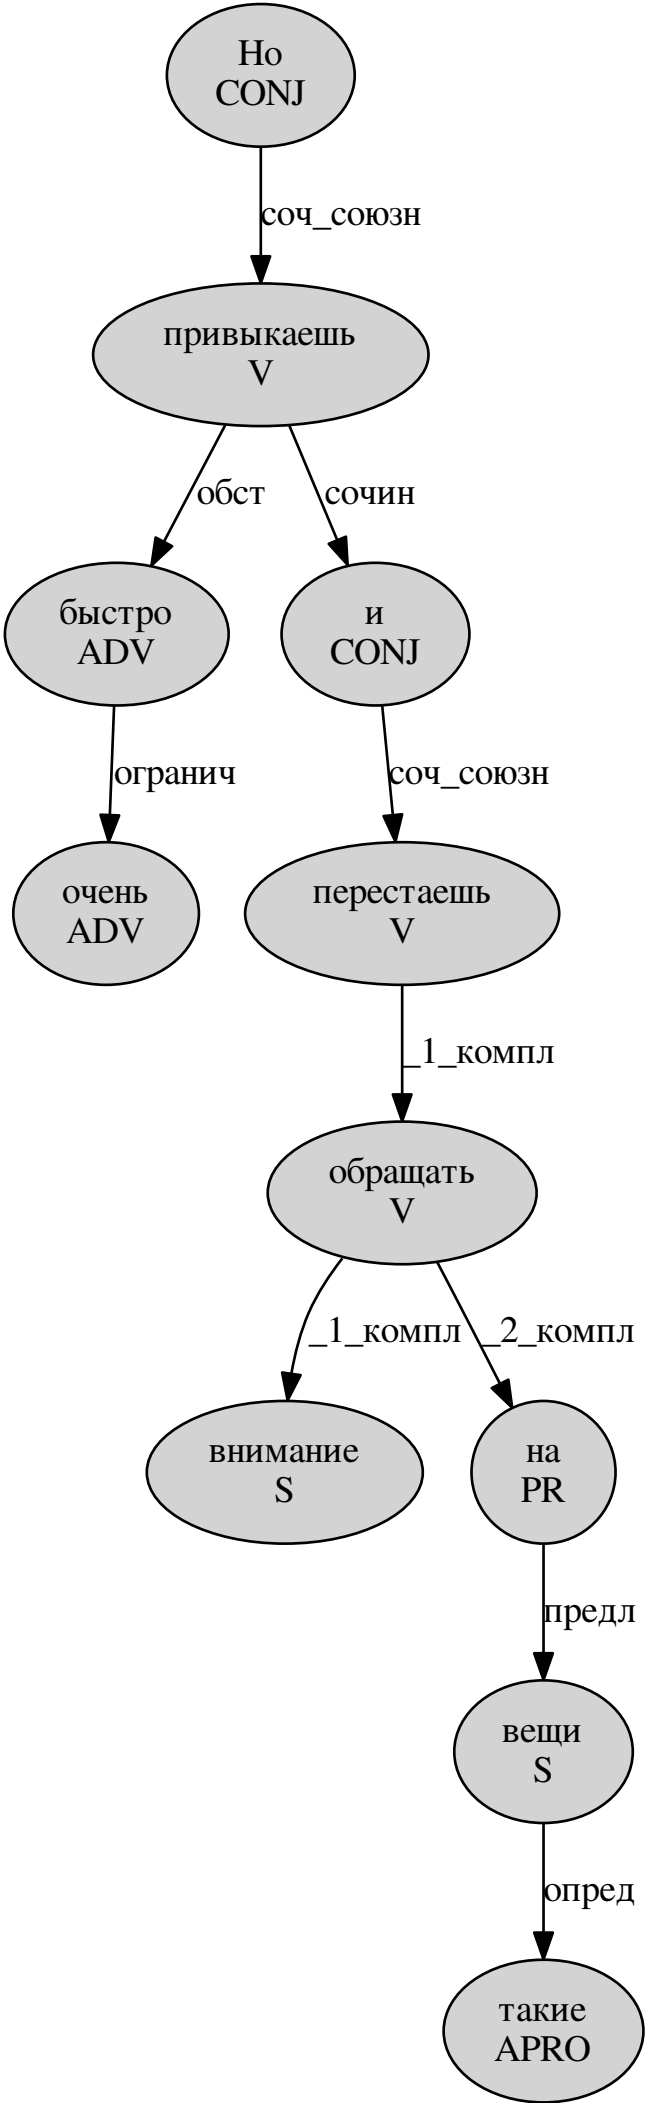 Но
CONJ
соч_союзн
привыкаешь
V
обст
сочин
быстро
ADV
и
CONJ
огранич
соч_союзн
очень
ADV
перестаешь
V
_1_компл
обращать
V
_1_компл
_2_компл
внимание
S
на
PR
предл
вещи
S
опред
такие
APRO